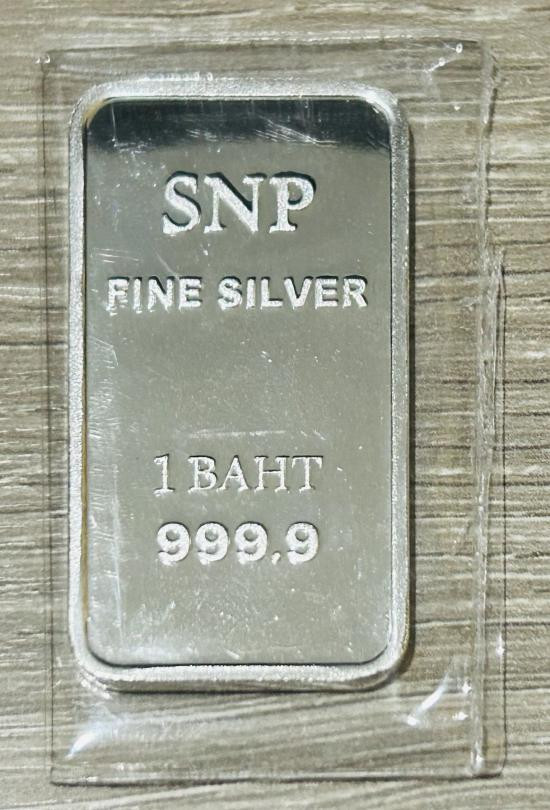 SNP
FINE SILVER
1 BAHT
999.9